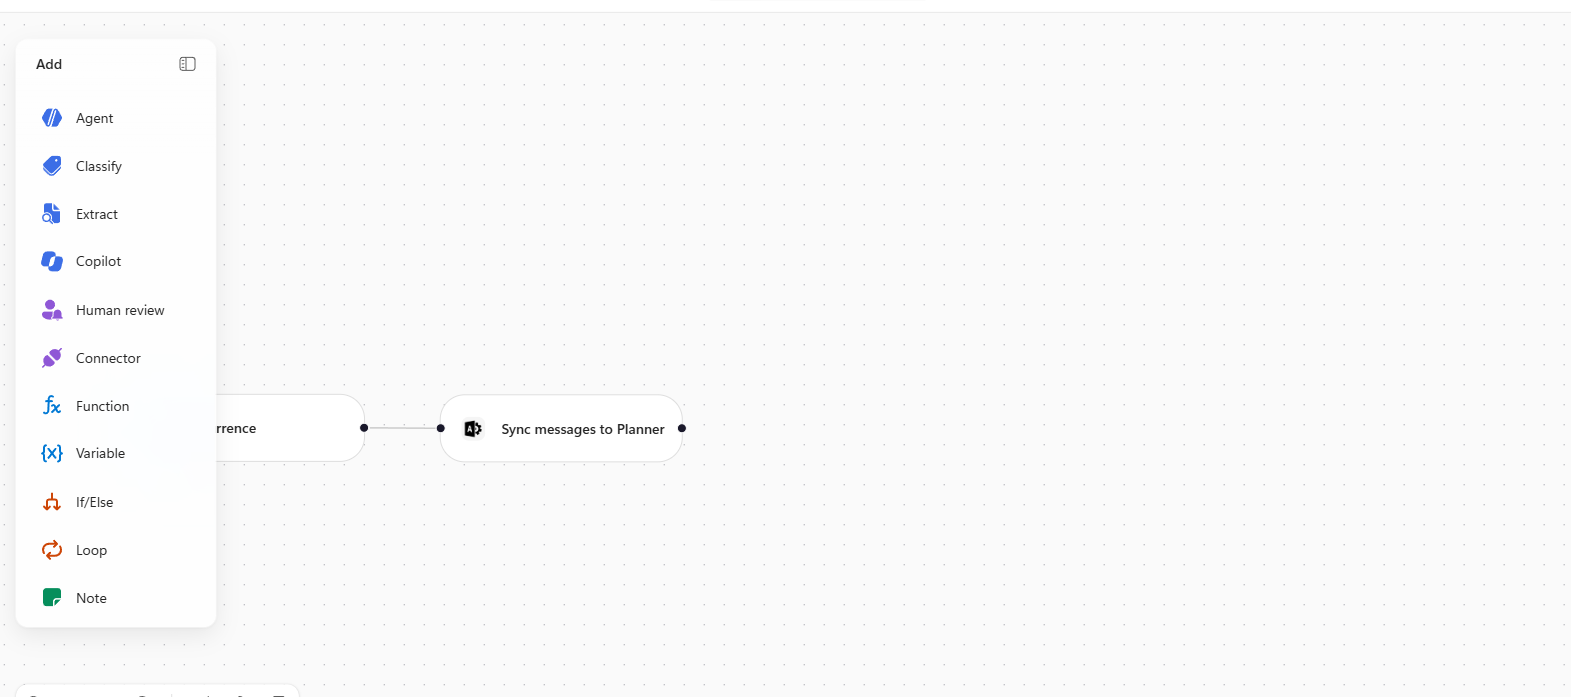 Add
Agent
Classify
Extract
Copilot
Human review
Connector
Function
Variable
If/Else
Loop
Note
rrence
Sync messages to Planner